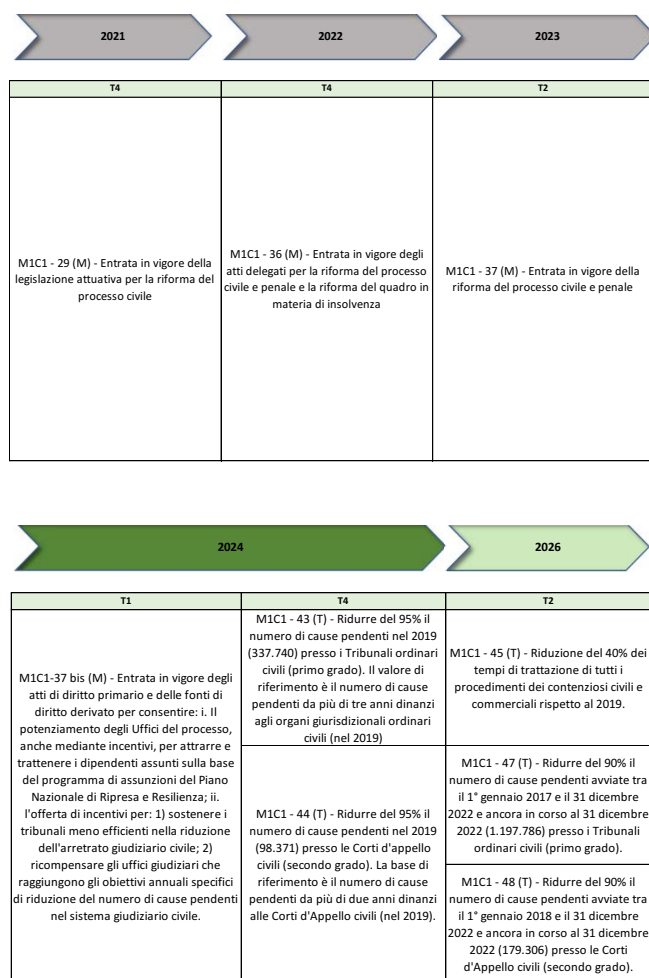 2021
2022
2023
T4
T4
T2
M1C1 - 29 (M) - Entrata in vigore della
legislazione attuativa per la riforma del
processo civile
M1C1 - 36 (M) - Entrata in vigore degli
atti delegati per la riforma del processo
civile e penale e la riforma del quadro in
materia di insolvenza
M1C1 - 37 (M) - Entrata in vigore della
riforma del processo civile e penale
2024
2026
T1
T4
T2
M1C1-37 bis (M) - Entrata in vigore degli
atti di diritto primario e delle fonti di
diritto derivato per consentire: i. Il
potenziamento degli Uffici del processo,
anche mediante incentivi, per attrarre e
trattenere i dipendenti assunti sulla base
del programma di assunzioni del Piano
Nazionale di Ripresa e Resilienza; ii.
l'offerta di incentivi per: 1) sostenere i
tribunali meno efficienti nella riduzione
dell'arretrato giudiziario civile; 2)
ricompensare gli uffici giudiziari che
raggiungono gli obiettivi annuali specifici
di riduzione del numero di cause pendenti
nel sistema giudiziario civile.
M1C1 - 43 (T) - Ridurre del 95% il
numero di cause pendenti nel 2019
(337.740) presso i Tribunali ordinari
civili (primo grado). Il valore di
riferimento è il numero di cause
pendenti da più di tre anni dinanzi
agli organi giurisdizionali ordinari
civili (nel 2019)
M1C1 - 44 (T) - Ridurre del 95% il
numero di cause pendenti nel 2019
(98.371) presso le Corti d'appello
civili (secondo grado). La base di
riferimento è il numero di cause
pendenti da più di due anni dinanzi
alle Corti d'Appello civili (nel 2019).
M1C1 - 45 (T) - Riduzione del 40% dei
tempi di trattazione di tutti i
procedimenti dei contenziosi civili e
commerciali rispetto al 2019.
M1C1 - 47 (T) - Ridurre del 90% il
numero di cause pendenti avviate tra
il 1° gennaio 2017 e il 31 dicembre
2022 e ancora in corso al 31 dicembre
2022 (1.197.786) presso i Tribunali
ordinari civili (primo grado).
M1C1 - 48 (T) - Ridurre del 90% il
numero di cause pendenti avviate tra
il 1° gennaio 2018 e il 31 dicembre
2022 e ancora in corso al 31 dicembre
2022 (179.306) presso le Corti
d'Appello civili (secondo grado).